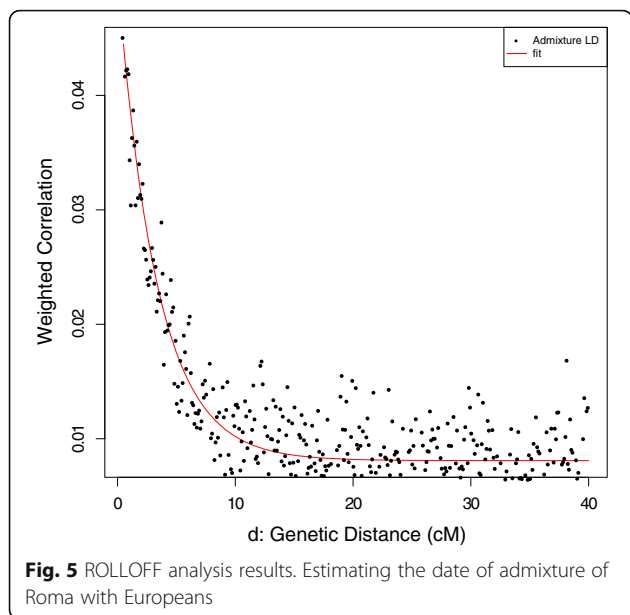 Admixture LD
fit
0.04
0.03
0.02
0.01
Weighted Correlation
0 10 20 30 40
d: Genetic Distance (cM)
Fig. 5 ROLLOFF analysis results. Estimating the date of admixture of
Roma with Europeans